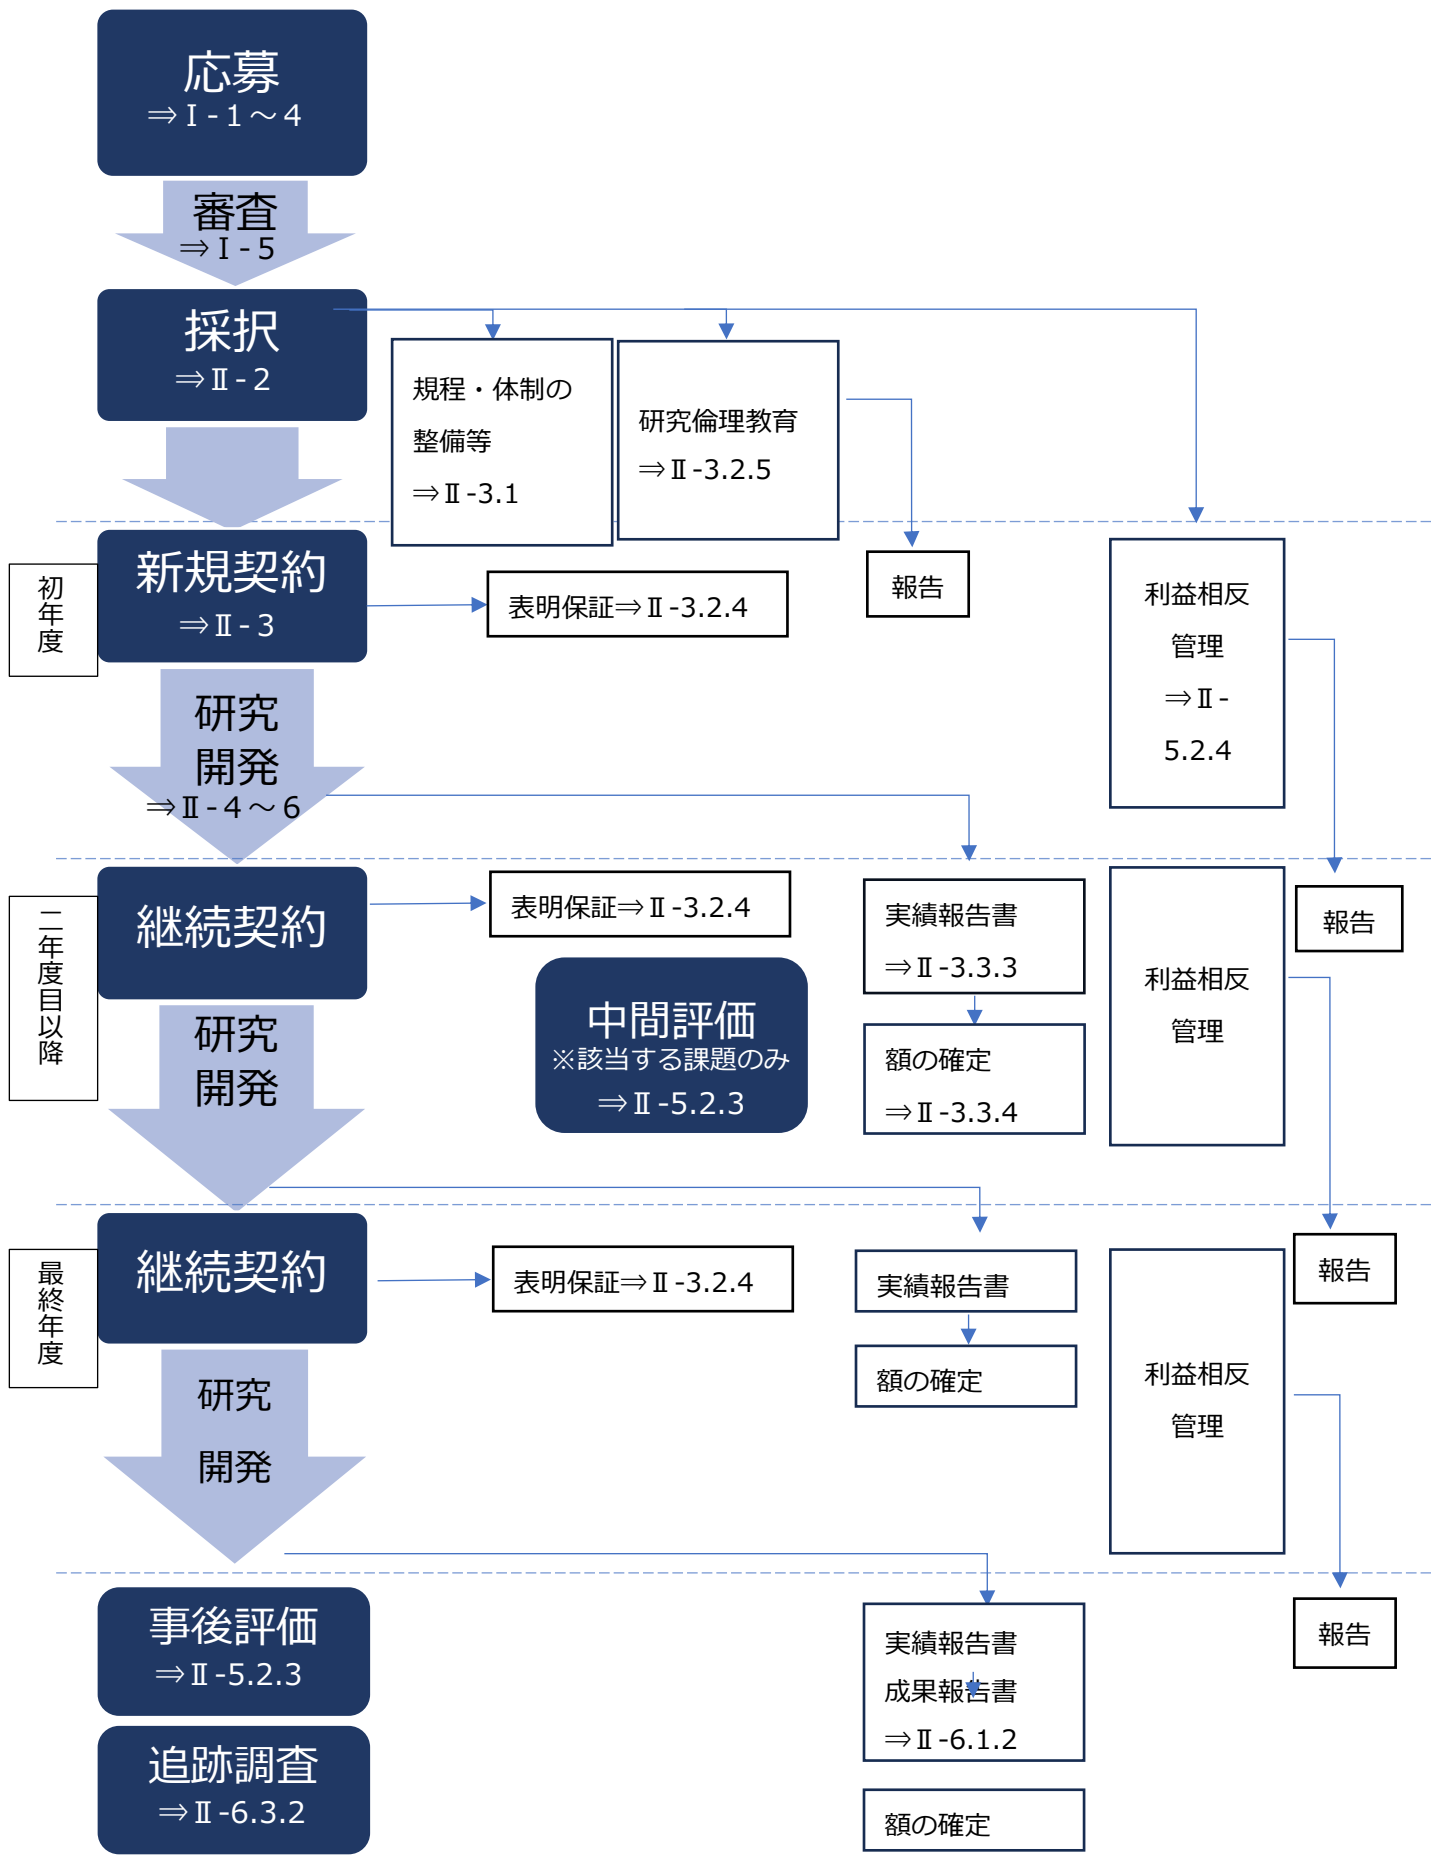 応募
⇒Ⅰ-１～４
審査
⇒Ⅰ-５
採択
⇒Ⅱ-２
規程・体制の
整備等
⇒Ⅱ-3.1
研究倫理教育
⇒Ⅱ-3.2.5
初年度
新規契約
⇒Ⅱ-３
表明保証⇒Ⅱ-3.2.4
報告
利益相反
管理
⇒Ⅱ-
5.2.4
研究
開発
⇒Ⅱ-４～６
二年度目以降
継続契約
表明保証⇒Ⅱ-3.2.4
実績報告書
⇒Ⅱ-3.3.3
利益相反
管理
報告
研究
開発
中間評価
※該当する課題のみ
⇒Ⅱ-5.2.3
額の確定
⇒Ⅱ-3.3.4
最終年度
継続契約
表明保証⇒Ⅱ-3.2.4
実績報告書
額の確定
利益相反
管理
報告
研究
開発
事後評価
⇒Ⅱ-5.2.3
実績報告書
成果報告書
⇒Ⅱ-6.1.2
報告
追跡調査
⇒Ⅱ-6.3.2
額の確定